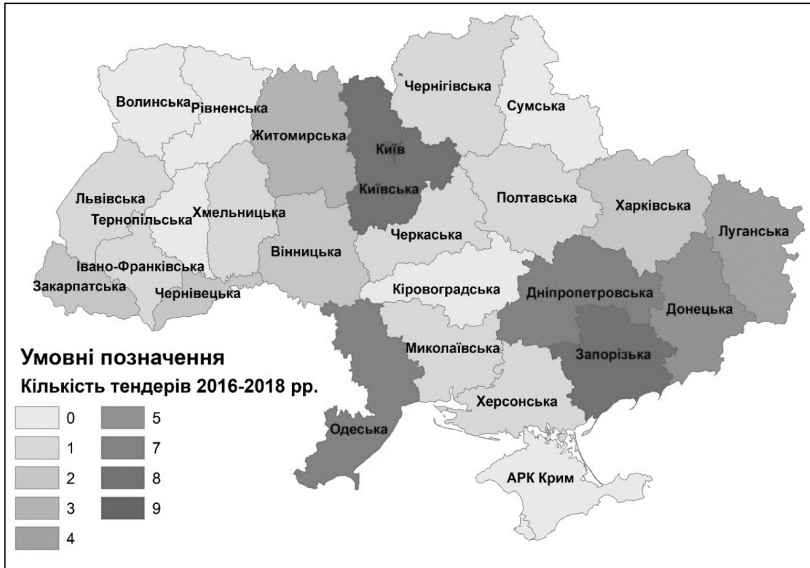 Чернігівська
Волинська
Рівненська
Сумська
Житомирська
Київ
Київська
Львівська
Тернопільська
Хмельницька
Полтавська
Харківська
Луганська
Черкаська
Вінницька
Івано-Франківська
Закарпатська
Чернівецька
Кіровоградська
Дніпропетровська
Донецька
Миколаївська
Запорізька
Херсонська
Одеська
АРК Крим
Умовні позначення
Кількість тендерів 2016-2018 рр.
0
1
2
3
4
5
7
8
9